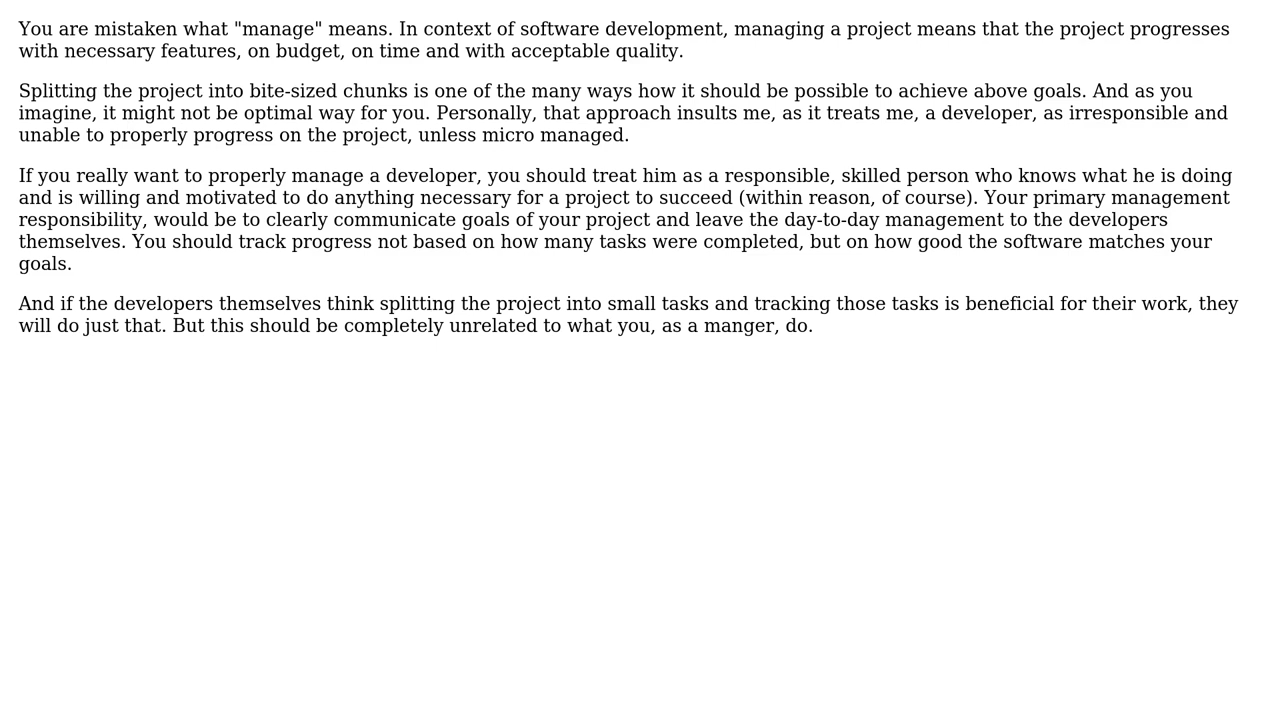 You are mistaken what "manage" means. In context of software development, managing a project means that the project progresses
with necessary features, on budget, on time and with acceptable quality.
Splitting the project into bite-sized chunks is one of the many ways how it should be possible to achieve above goals. And as you
imagine, it might not be optimal way for you. Personally, that approach insults me, as it treats me, a developer, as irresponsible and
unable to properly progress on the project, unless micro managed.
If you really want to properly manage a developer, you should treat him as a responsible, skilled person who knows what he is doing
and is willing and motivated to do anything necessary for a project to succeed (within reason, of course). Your primary management
responsibility, would be to clearly communicate goals of your project and leave the day-to-day management to the developers
themselves. You should track progress not based on how many tasks were completed, but on how good the software matches your
goals.
And if the developers themselves think splitting the project into small tasks and tracking those tasks is beneficial for their work, they
will do just that. But this should be completely unrelated to what you, as a manger, do.